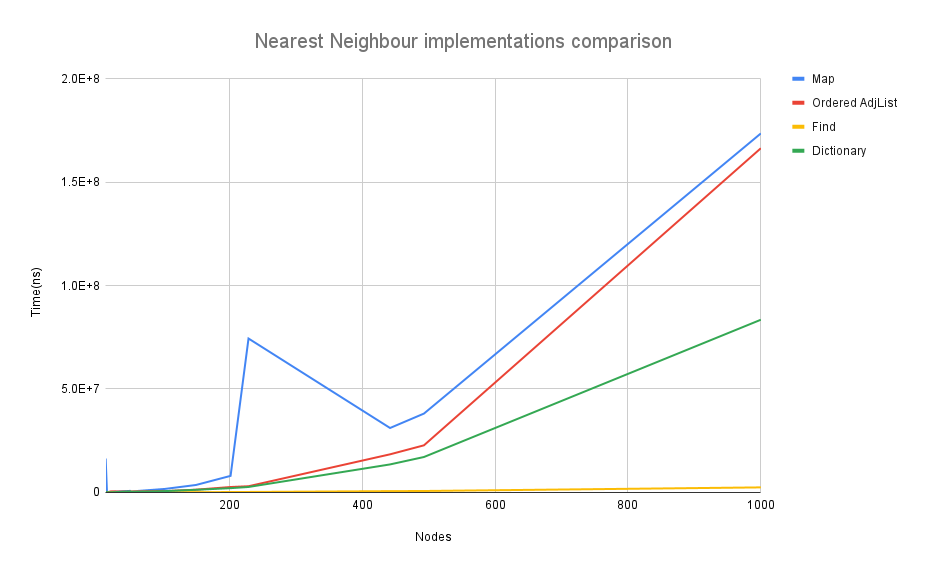 Nearest Neighbour implementations comparison
2.0E+8
1.5E+8
1.0E+8
5.0E+7
0
Time(ns)
200
400
600
800
1000
Nodes
Map
Ordered AdjList
Find
Dictionary